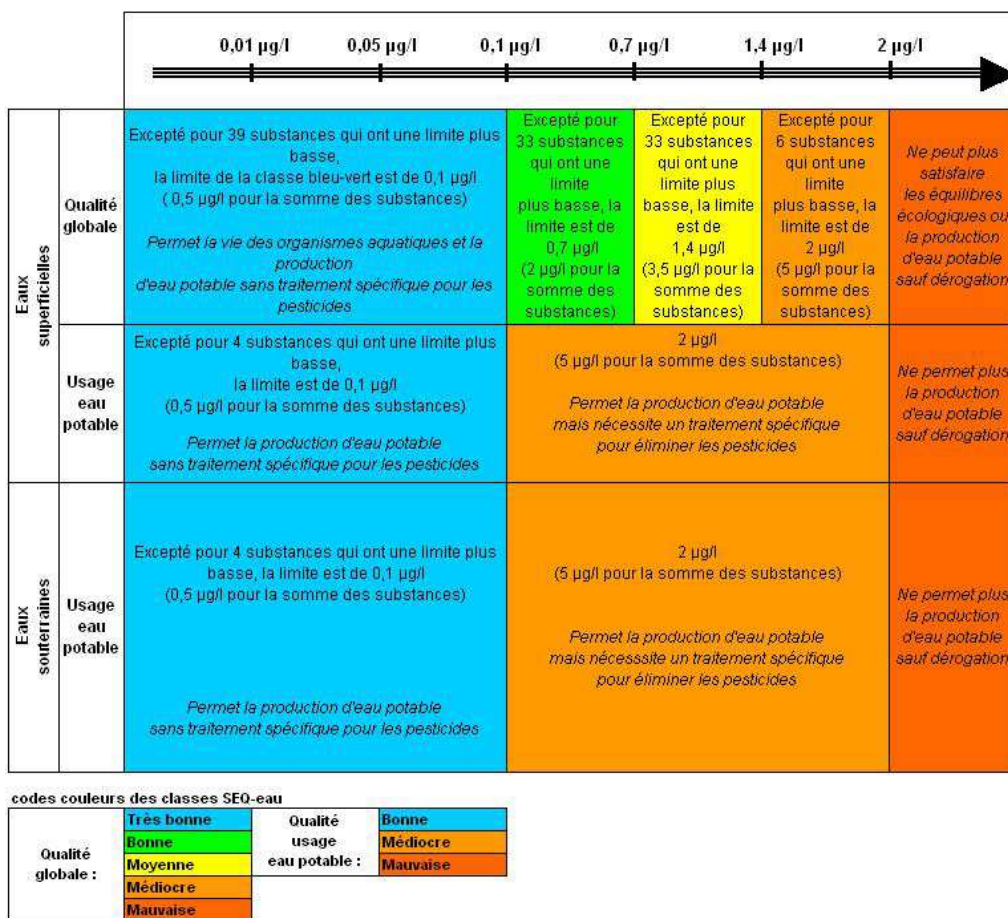 0,01 µg/l 0,05 µg/l 0,1 µg/l 0,7 µg/l 1,4 µg/l 2 µg/l
Eaux
superficielles
Qualité
globale
Excepté pour 39 substances qui ont une limite plus
basse,
la limite de la classe bleu-vert est de 0,1 µg/l
( 0,5 µg/l pour la somme des substances)
Permet la vie des organismes aquatiques et la
production
d'eau potable sans traitement spécifique pour les
pesticides
Excepté pour
33 substances
qui ont une
limite
plus basse, la
limite est de
0,7 µg/l
(2 µg/l pour la
somme des
substances)
Excepté pour
33 substances
qui ont une
limite plus
basse, la limite
est de
1,4 µg/l
(3,5 µg/l pour la
somme des
substances)
Excepté pour
6 substances
qui ont une
limite
plus basse, la
limite est de
2 µg/l
(5 µg/l pour la
somme des
substances)
Ne peut plus
satisfaire
les équilibres
écologiques ou
la production
d'eau potable
sauf dérogation
Usage
eau
potable
Excepté pour 4 substances qui ont une limite plus
basse,
la limite est de 0,1 µg/l
(0,5 µg/l pour la somme des substances)
Permet la production d'eau potable
sans traitement spécifique pour les pesticides
2 µg/l
(5 µg/l pour la somme des substances)
Permet la production d'eau potable
mais nécessite un traitement spécifique
pour éliminer les pesticides
Ne permet plus
la production
d'eau potable
sauf dérogation
Eaux
souterraines
Usage
eau
potable
Excepté pour 4 substances qui ont une limite plus
basse, la limite est de 0,1 µg/l
(0,5 µg/l pour la somme des substances)
Permet la production d'eau potable
sans traitement spécifique pour les pesticides
2 µg/l
(5 µg/l pour la somme des substances)
Permet la production d'eau potable
mais nécesssite un traitement spécifique
pour éliminer les pesticides
Ne permet plus
la production
d'eau potable
sauf dérogation
codes couleurs des classes SEQ-eau
Qualité
globale :
Très bonne
Bonne
Moyenne
Médiocre
Mauvaise
Qualité
usage
eau potable :
Bonne
Médiocre
Mauvaise